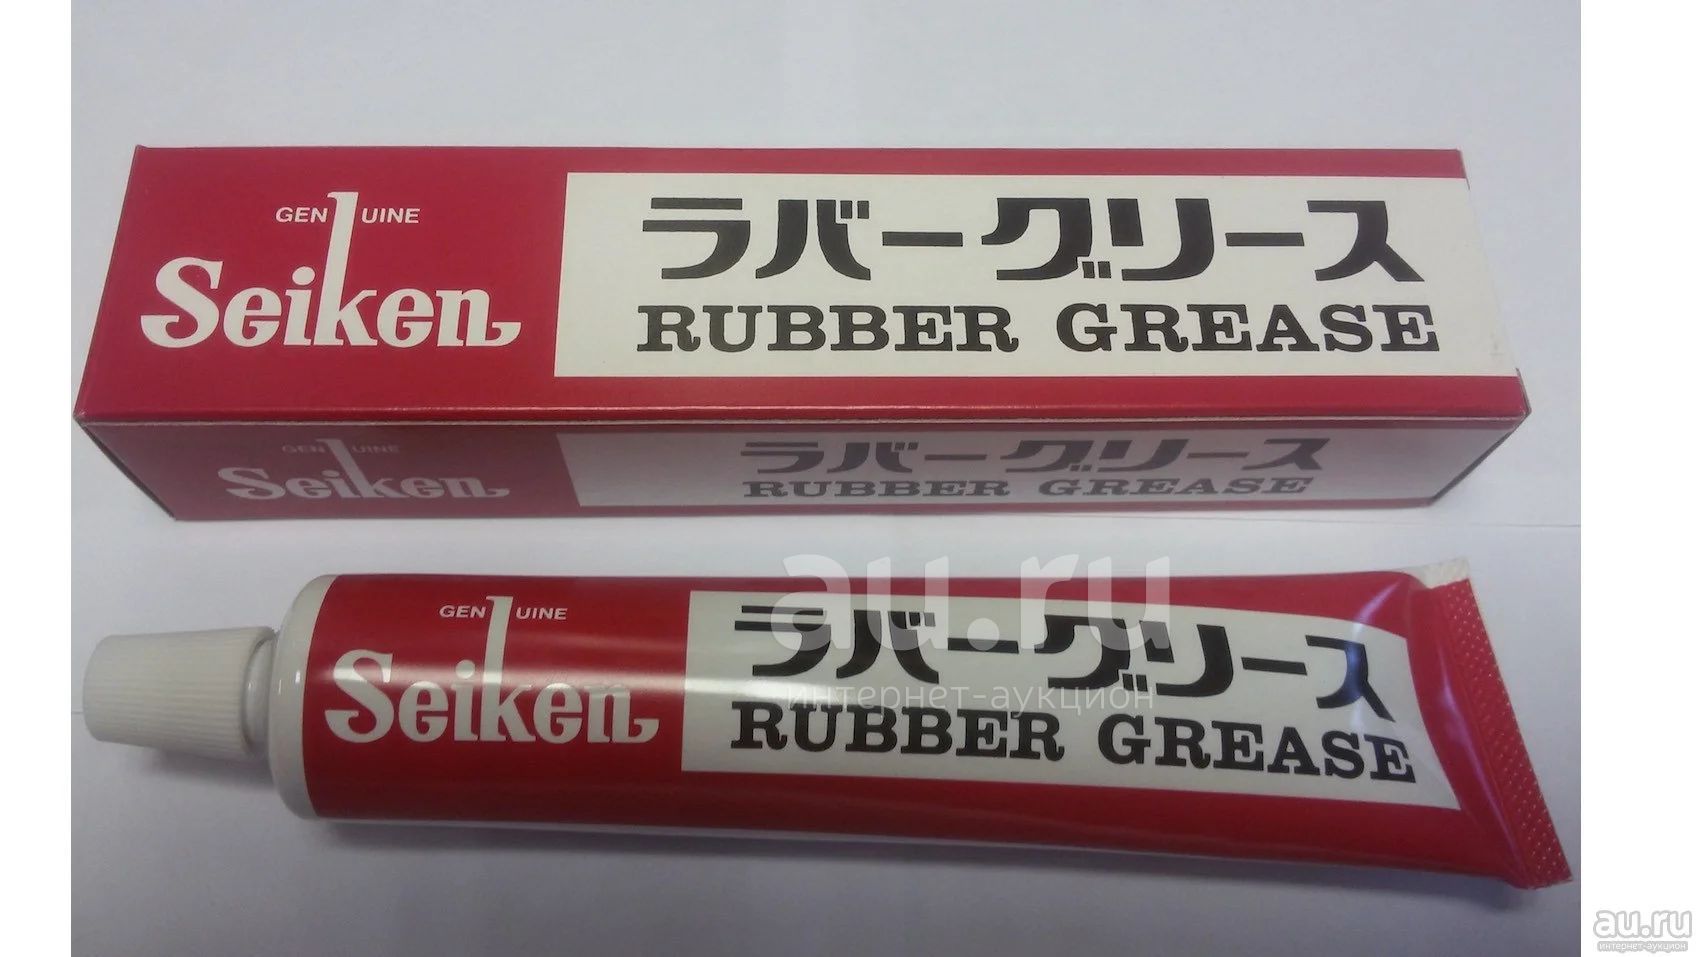 GENUINE
Seiken
ラバーグリース
RUBBER GREASE
GENUINE
Seiken
ラバーグリース
RUBBER GREASE
au.ru
интернет-аукцион
GENUINE
Seiken
ラバーグリース
RUBBER GREASE
au.ru
интернет-аукцион